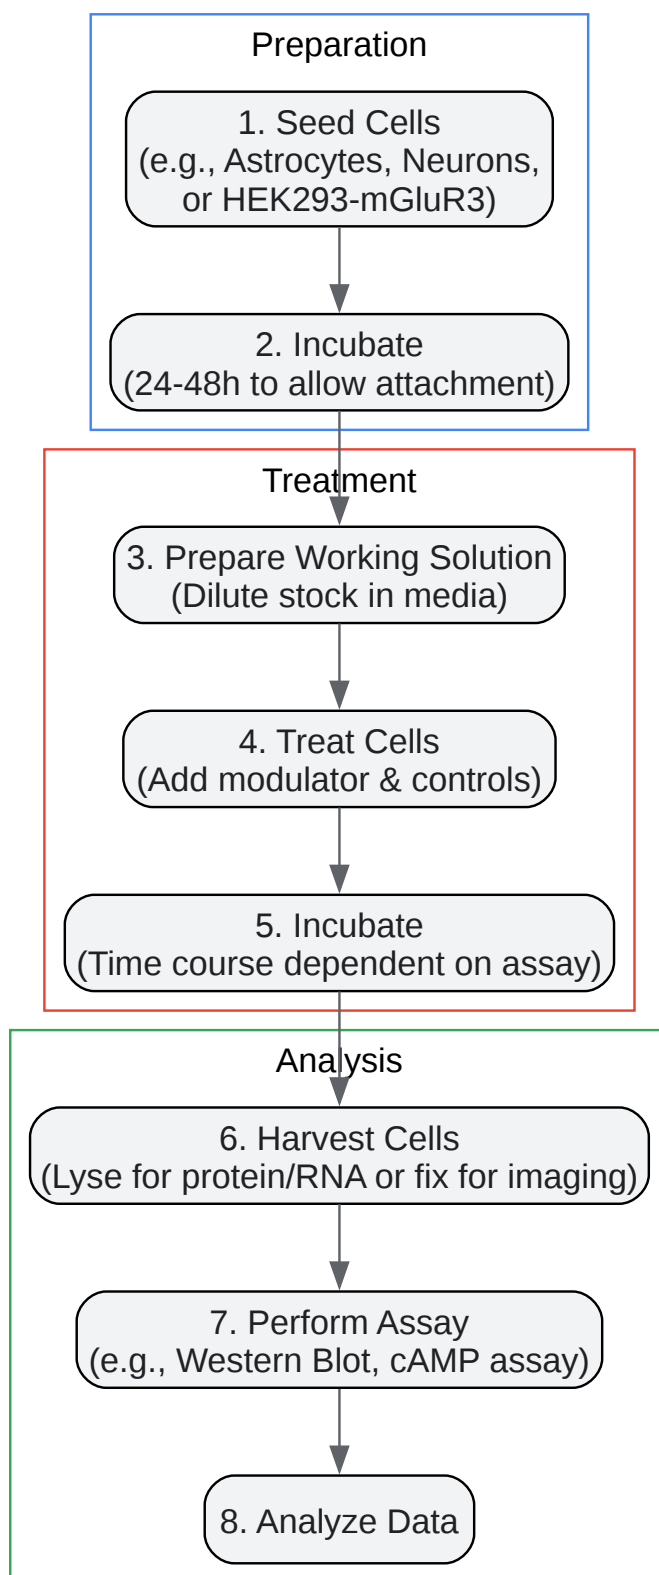 Preparation
1. Seed Cells
(e.g., Astrocytes, Neurons,
or HEK293-mGluR3)
2. Incubate
(24-48h to allow attachment)
Treatment
3. Prepare Working Solution
(Dilute stock in media)
4. Treat Cells
(Add modulator & controls)
5. Incubate
(Time course dependent on assay)
Analysis
6. Harvest Cells
(Lyse for protein/RNA or fix for imaging)
7. Perform Assay
(e.g., Western Blot, cAMP assay)
8. Analyze Data